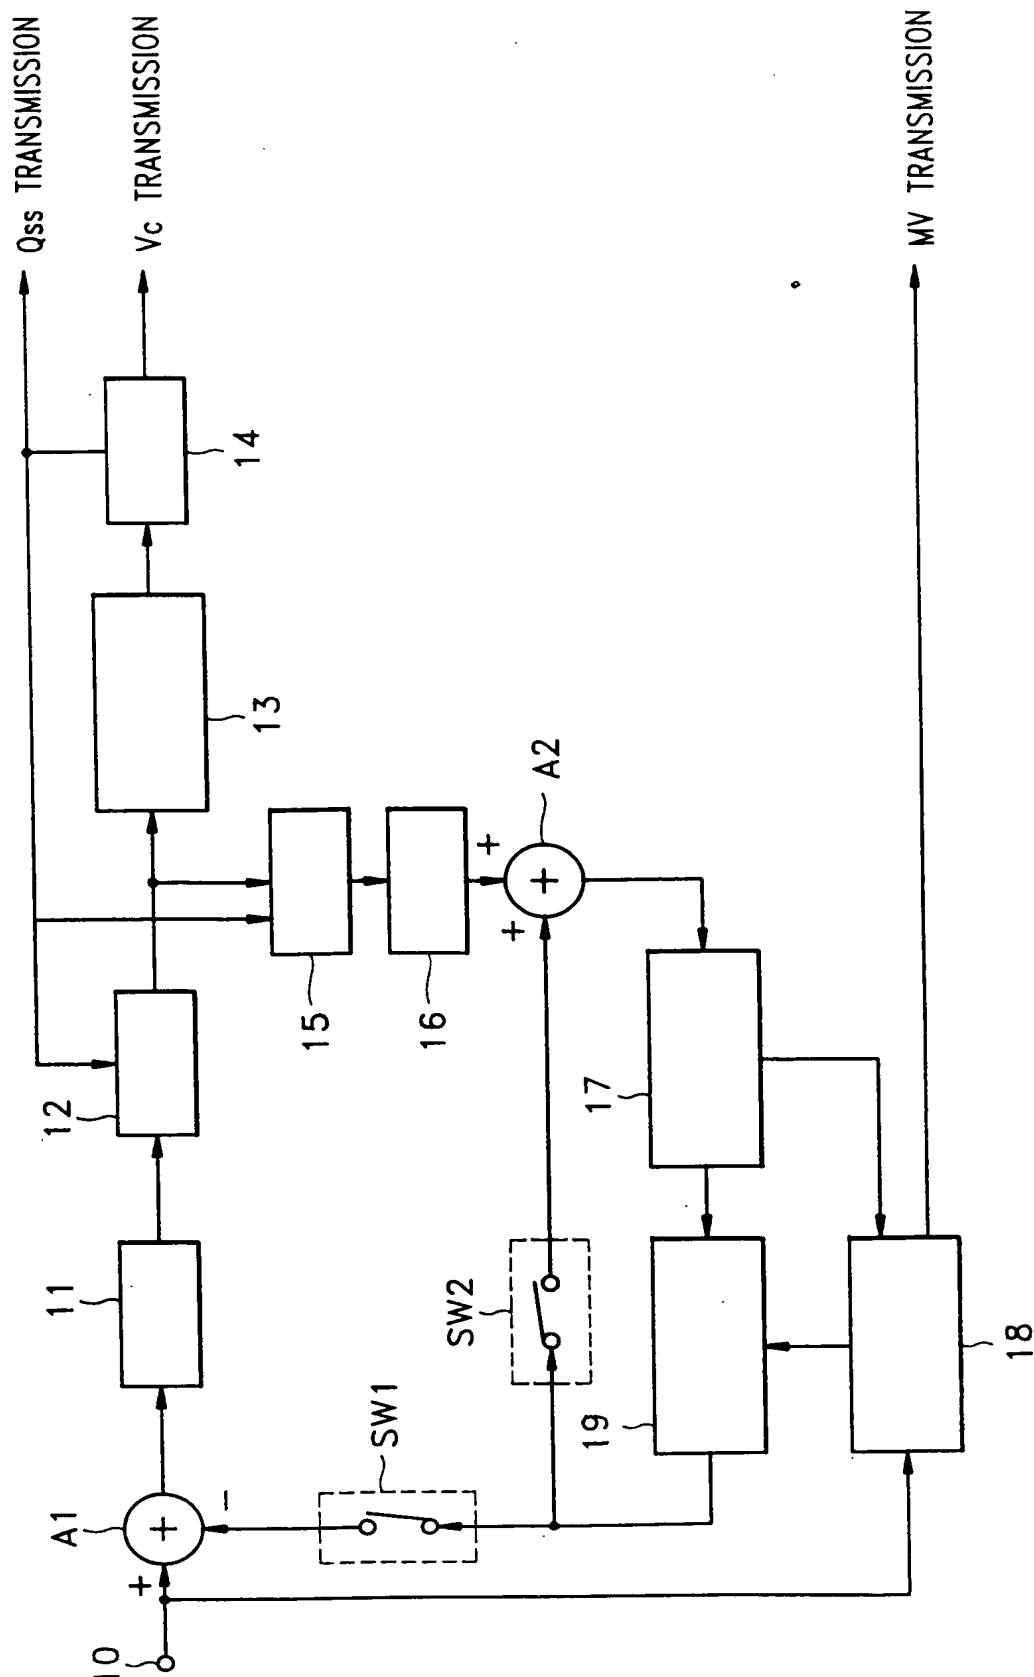 Qss TRANSMISSION
Vc TRANSMISSION
MV TRANSMISSION
10
A1
+
+
−
11
12
13
14
15
16
A2
+
+
+
SW1
SW2
17
18
19